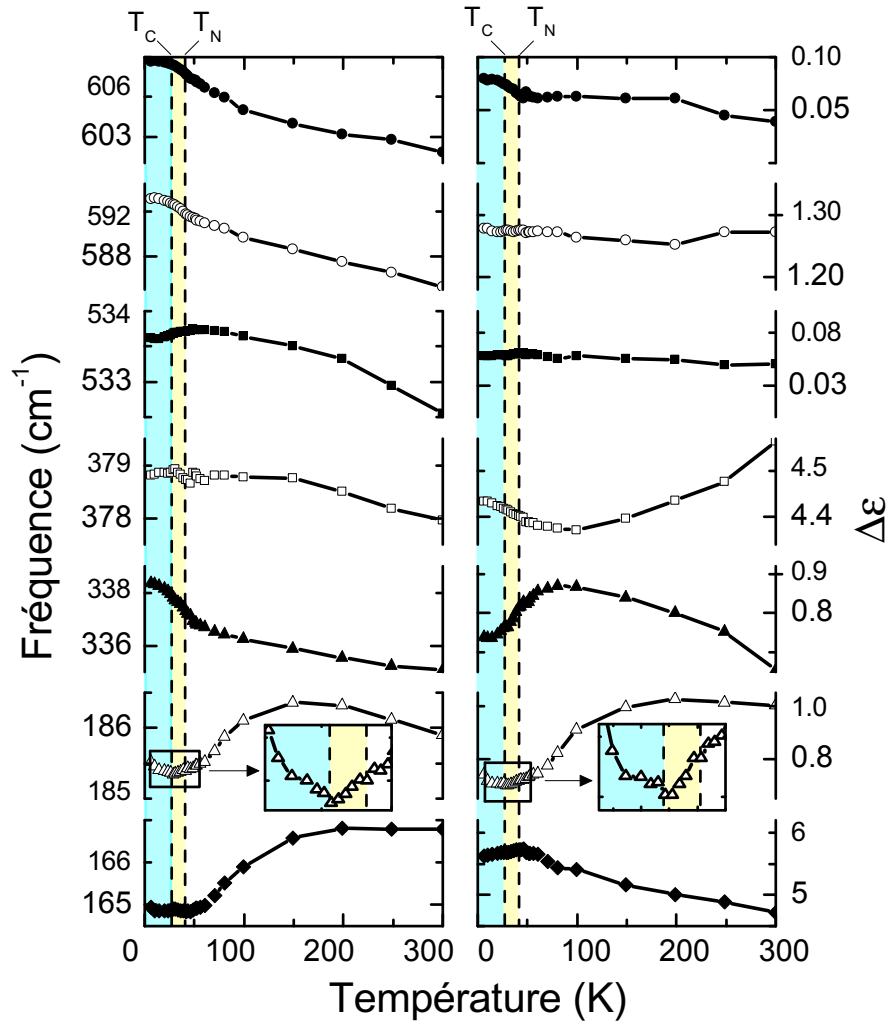 T_C T_N T_C T_N
606 0.10
603 0.05
592 1.30
588 1.20
534 0.08
533 0.03
379 4.5
378 4.4
338 0.9
336 0.8
186 1.0
185 0.8
166 6
165 5
0 100 200 300 0 100 200 300
Fréquence (cm⁻¹)
Δε
Température (K)